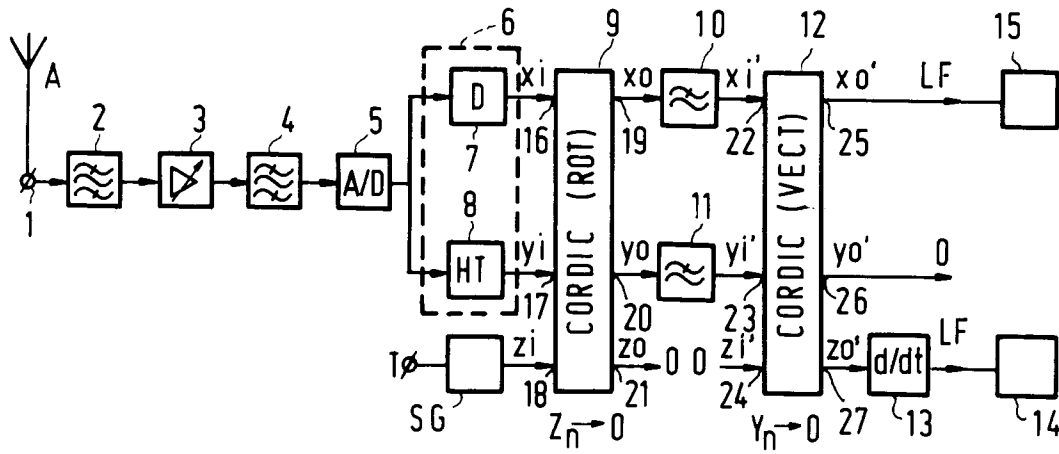 6 9 10 12 15
A
2 3 4 5
D xi xo xi' xo' LF
A/D
7 16 19 22 25
1
8 11
HT yi yo yi' yo' 0
17 20 23 26
CORDIC (ROT)
CORDIC (VECT)
T zi zo 0 0 zi' zo' d/dt LF
SG 18 21 24 27 13 14
Zn→0 Yn→0